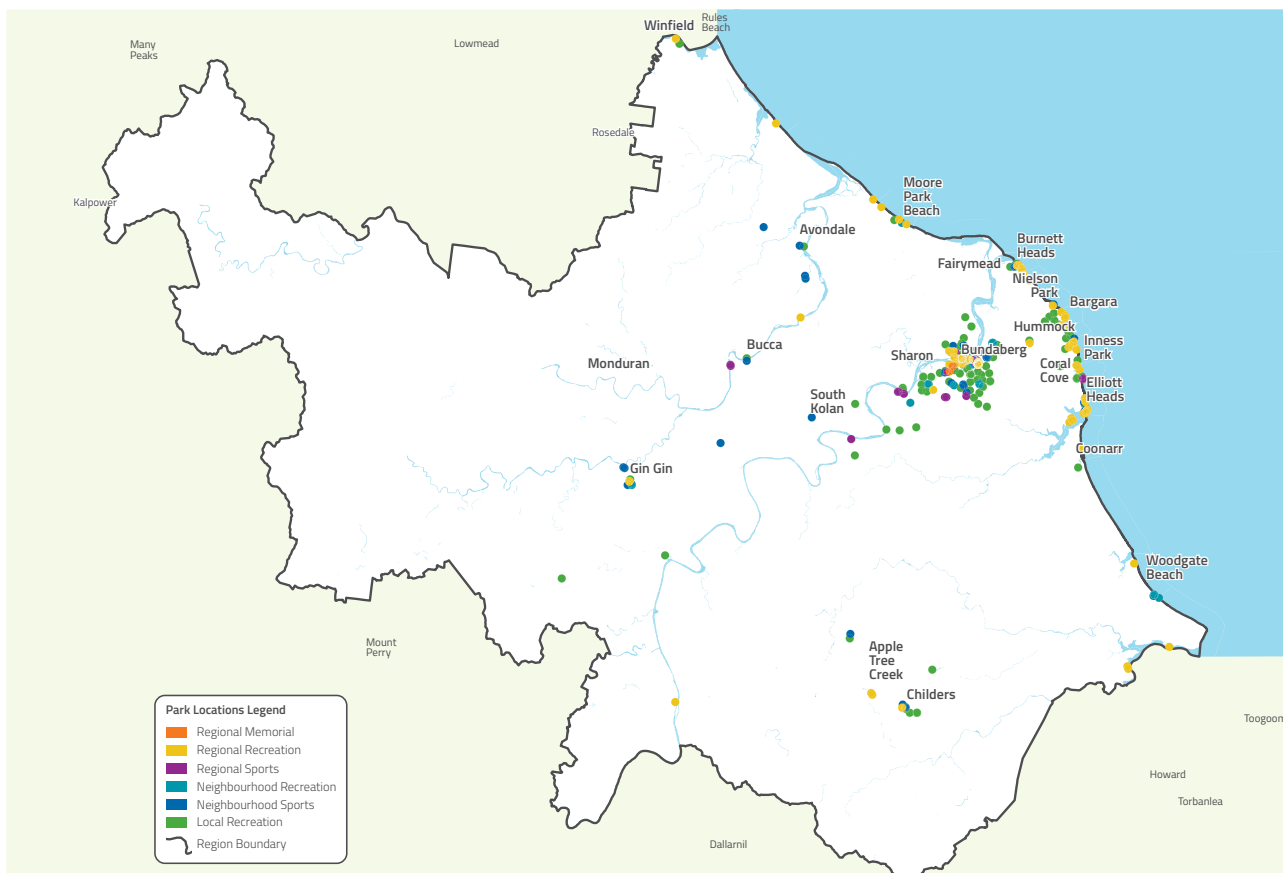 Winfield
Rules
Beach
Many
Peaks
Lowmead
Rosedale
Kalpower
Moore
Park
Beach
Avondale
Burnett
Heads
Fairymead
Nielson
Park
Bargara
Hummock
Inness
Park
Bucca
Monduran
Sharon
Bundaberg
Coral
Cove
Elliott
Heads
South
Kolan
Coonarr
Gin Gin
Woodgate
Beach
Mount
Perry
Apple
Tree
Creek
Childers
Toogoom
Howard
Torbanlea
Dallarnil
Park Locations Legend
Regional Memorial
Regional Recreation
Regional Sports
Neighbourhood Recreation
Neighbourhood Sports
Local Recreation
Region Boundary